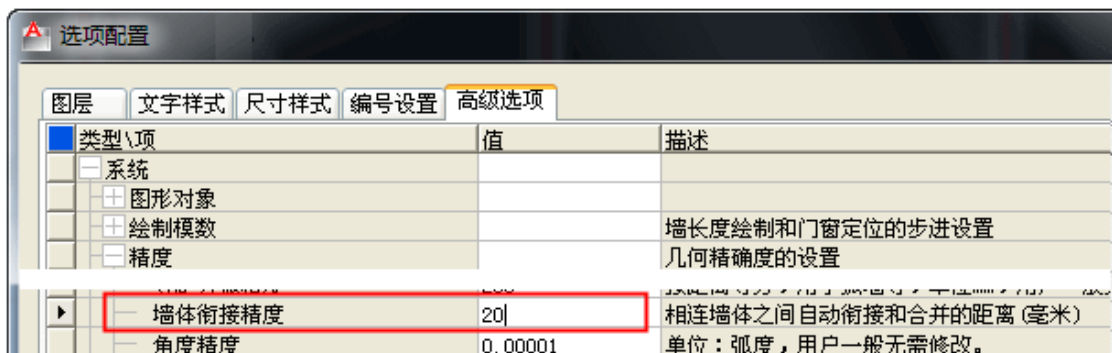 选项配置
图层 文字样式 尺寸样式 编号设置 高级选项
类型\项 值 描述
系统
图形对象
绘制模数 墙长度绘制和门窗定位的步进设置
精度 几何精确度的设置
墙体衔接精度 20 相连墙体之间自动衔接和合并的距离(毫米)
角度精度 0.00001 单位：弧度，用户一般无需修改。